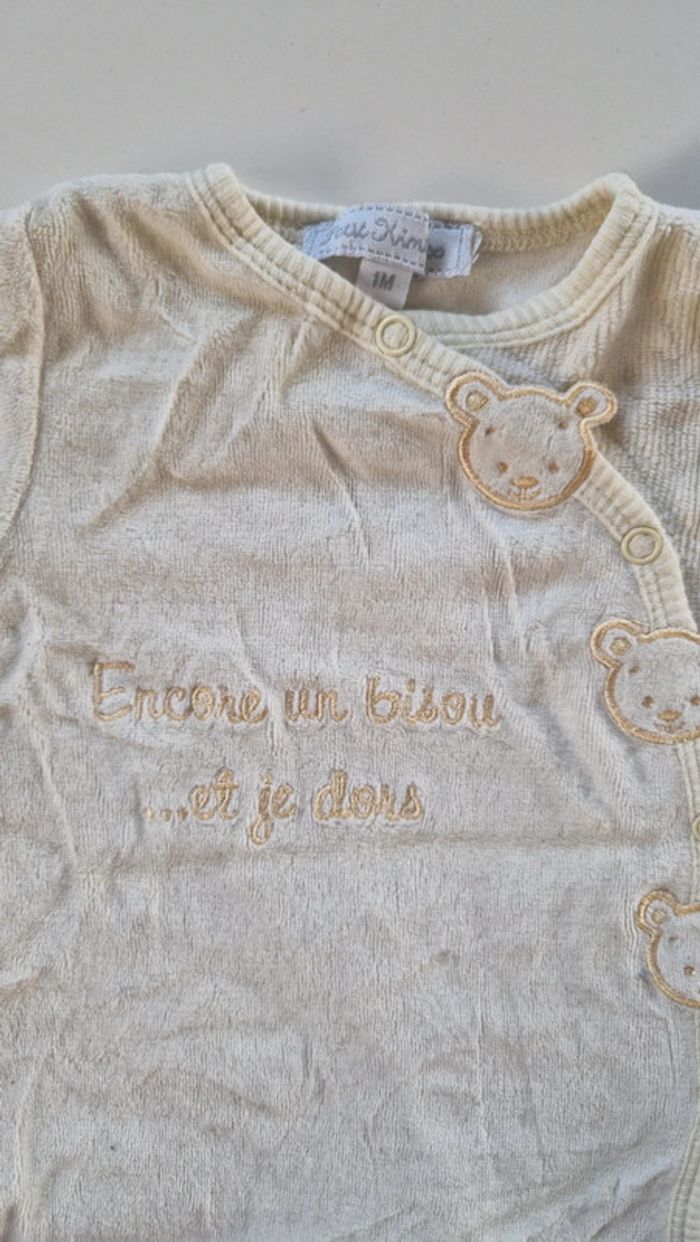 1M
Encore un bisou
...et je dors